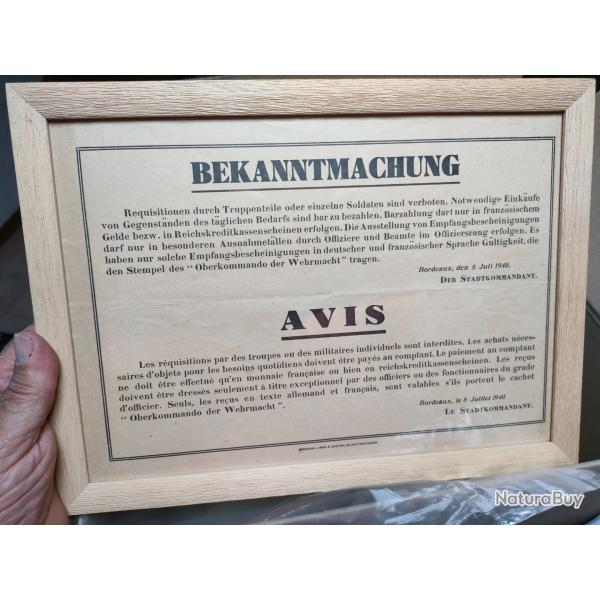 BEKANNTMACHUNG
Requisitionen durch Truppenteile oder einzelne Soldaten sind verboten. Notwendige Einkäufe
von Gegenständen des täglichen Bedarfs sind bar zu bezahlen. Barzahlung darf nur in französischem
Gelde bezw. in Reichskreditkassenscheinen erfolgen. Die Ausstellung von Empfangsbescheinigungen
darf nur in besonderen Ausnahmefällen durch Offiziere und Beamte im Offiziersrang erfolgen. Es
haben nur solche Empfangsbescheinigungen in deutscher und französischer Sprache Gültigkeit, die
den Stempel des " Oberkommando der Wehrmacht " tragen.
Bordeaux, den 8 Juli 1940.
DER STADTKOMMANDANT.
AVIS
Les réquisitions par des troupes ou des militaires individuels sont interdites. Les achats néces-
saires d'objets pour les besoins quotidiens doivent être payés au comptant. Le paiement au comptant
ne doit être effectué qu'en monnaie française ou bien en reichskreditkassenscheinen. Les reçus
doivent être dressés seulement à titre exceptionnel par des officiers ou des fonctionnaires du grade
d'officier. Seuls, les reçus en texte allemand et français, sont valables s'ils portent le cachet
" Oberkommando der Wehrmacht ".
Bordeaux, le 8 Juillet 1940
LE STADTKOMMANDANT.
NaturaBuy